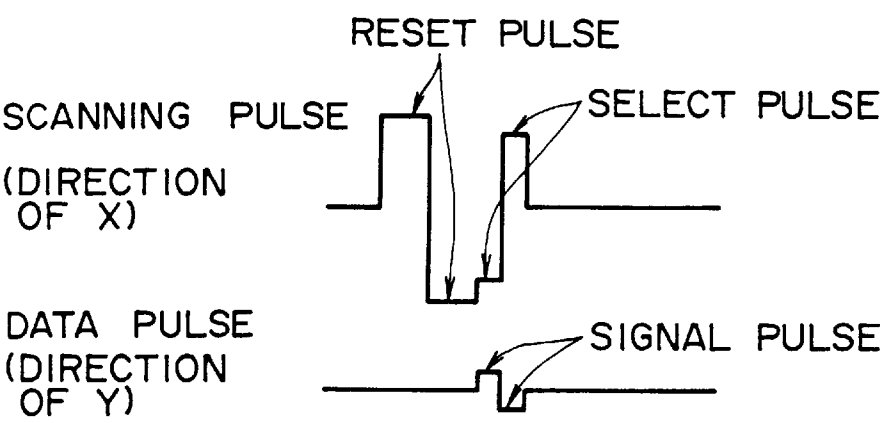 RESET PULSE
SCANNING PULSE
SELECT PULSE
(DIRECTION
OF X)
DATA PULSE
SIGNAL PULSE
(DIRECTION
OF Y)